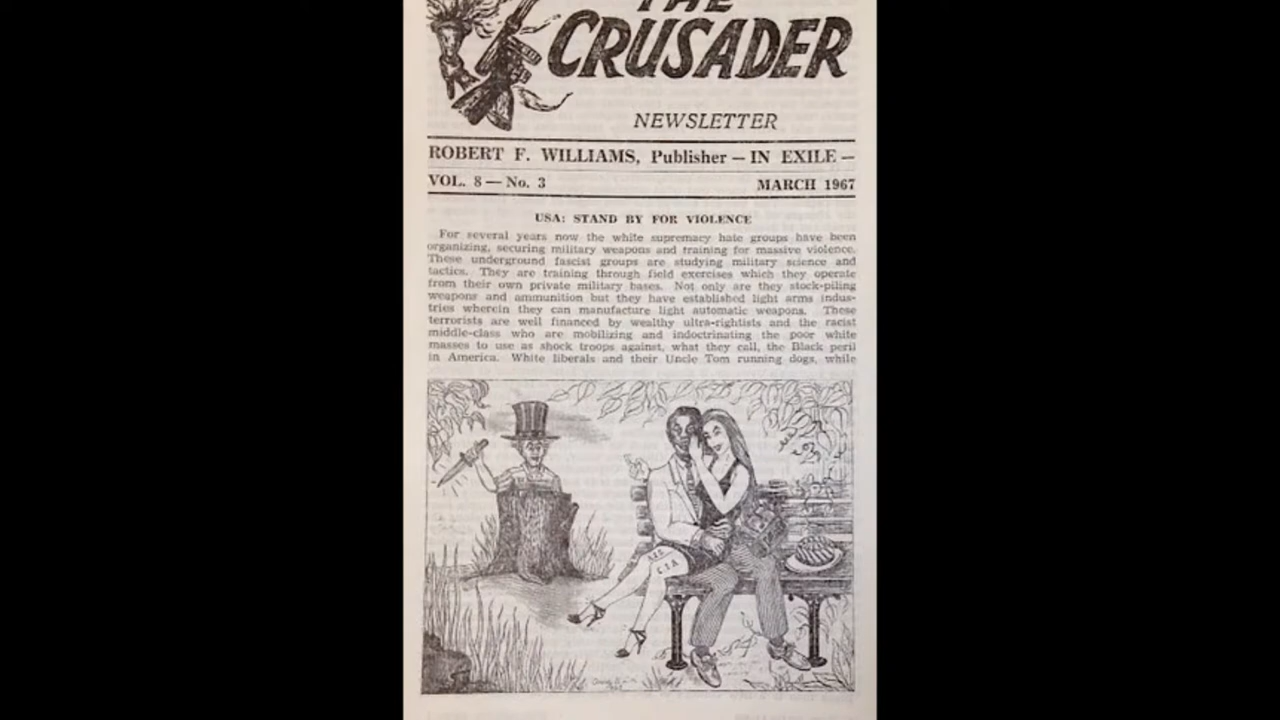 THE
CRUSADER
NEWSLETTER
ROBERT F. WILLIAMS, Publisher — IN EXILE —
VOL. 8 — No. 3 MARCH 1967
USA: STAND BY FOR VIOLENCE
For several years now the white supremacy hate groups have been
organizing, securing military weapons and training for massive violence.
These underground fascist groups are studying military science and
tactics. They are training through field exercises which they operate
from their own private military bases. Not only are they stock-piling
weapons and ammunition but they have established light arms indus-
tries wherein they can manufacture light automatic weapons. These
terrorists are well financed by wealthy ultra-rightists and the racist
middle-class who are mobilizing and indoctrinating the poor white
masses to use as shock troops against, what they call, the Black peril
in America. White liberals and their Uncle Tom running dogs, while
C.I.A